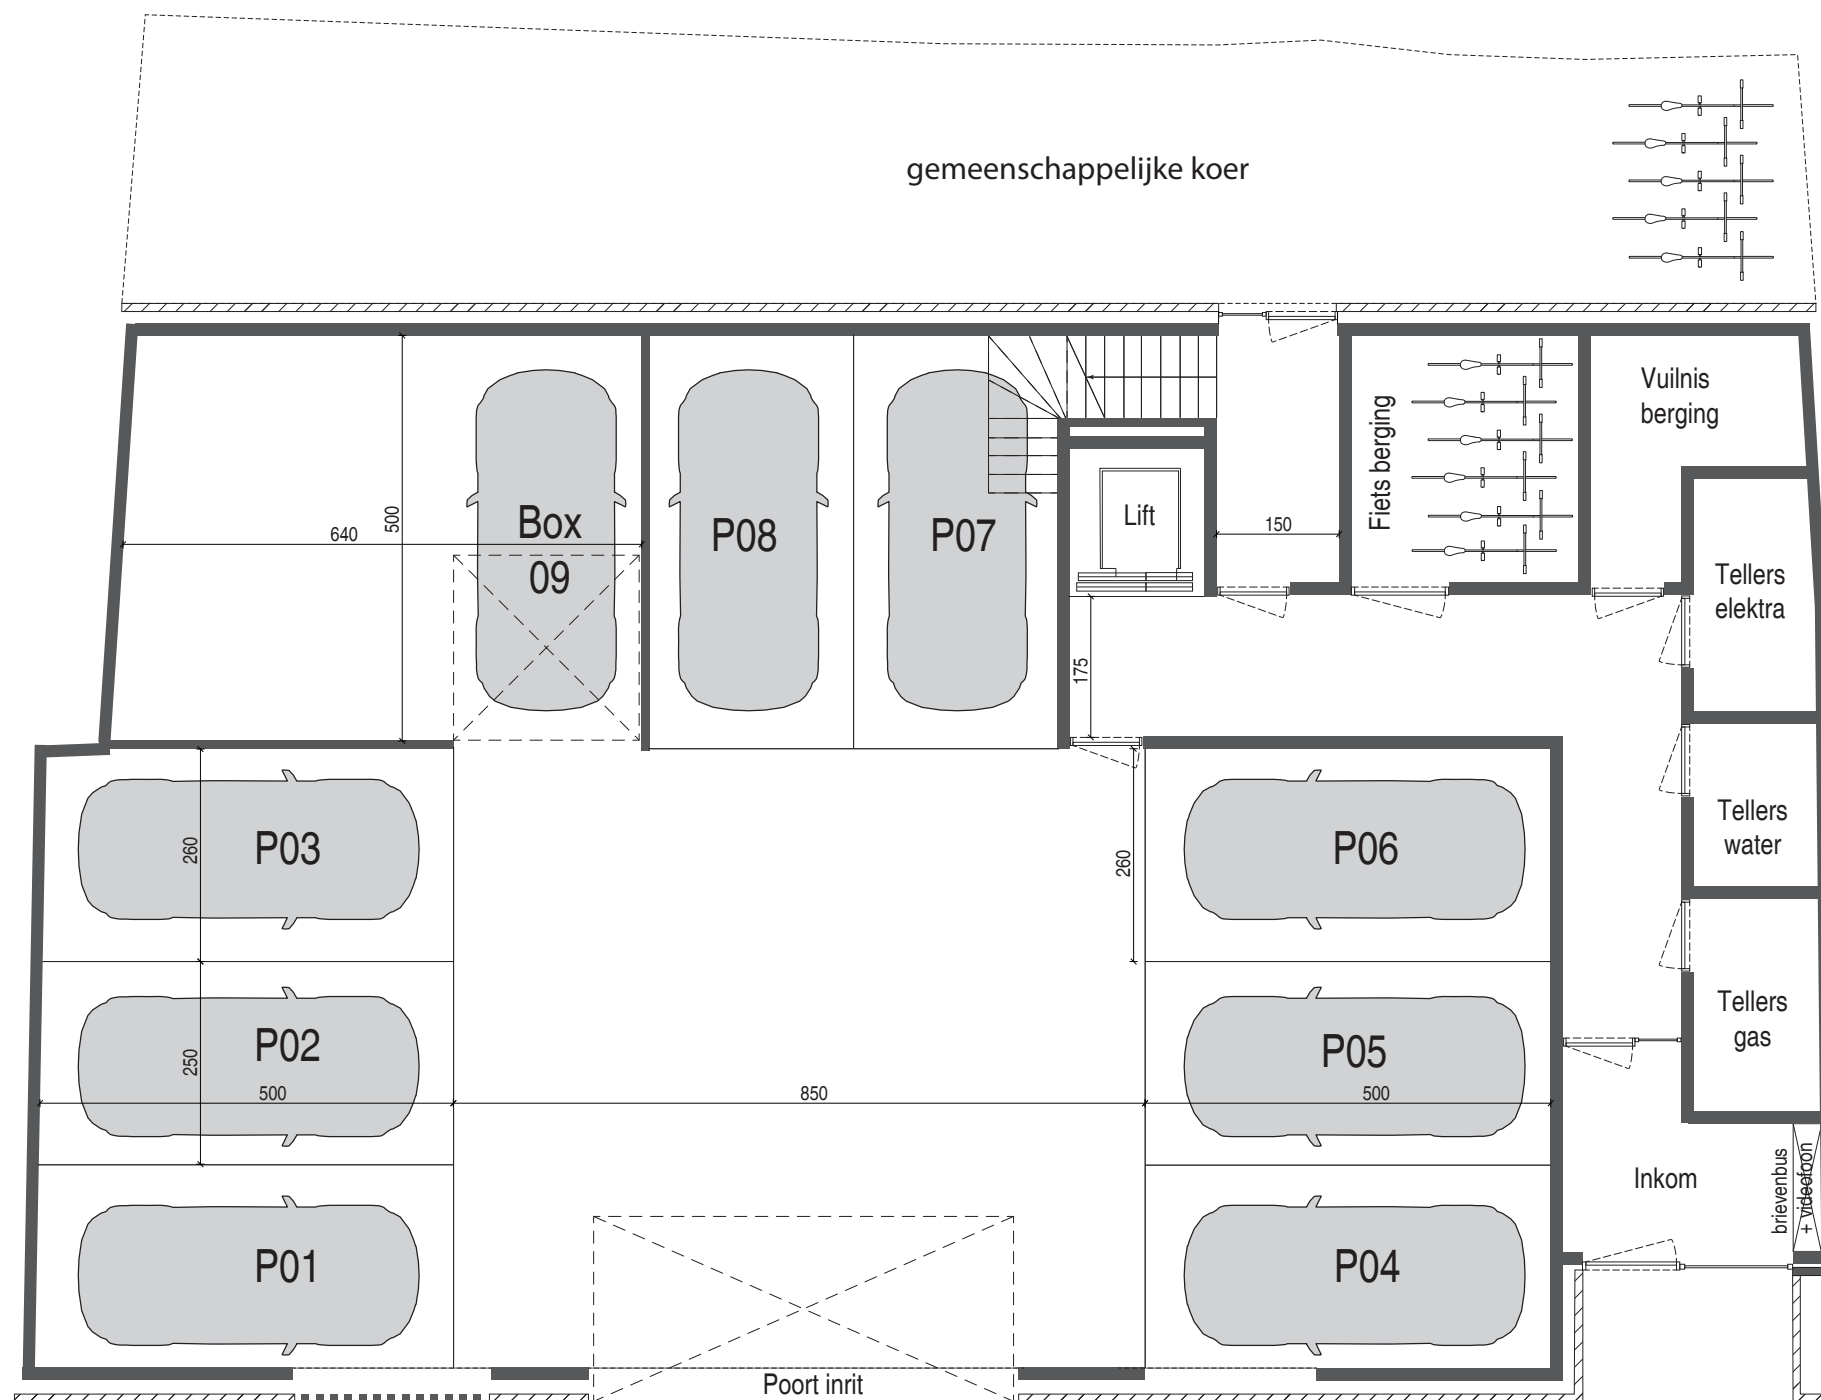 gemeenschappelijke koer
Vuilnis
berging
Fiets berging
Lift
Box
09
P08
P07
500
640
150
Tellers
elektra
175
Tellers
water
P03
260
P06
260
Tellers
gas
P02
250
500
850
P05
500
Inkom
brievenbus
+ videofoon
P01
P04
Poort inrit